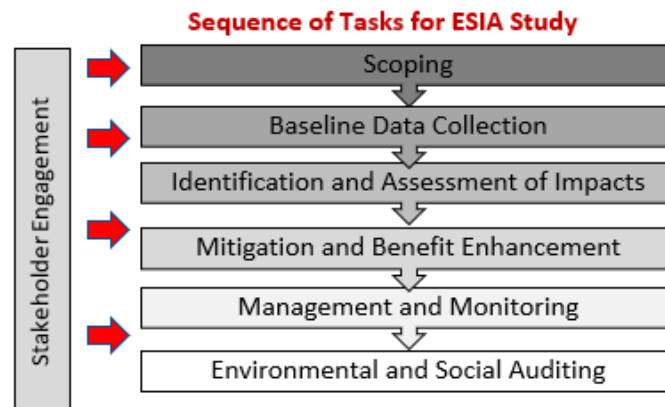 Sequence of Tasks for ESIA Study
Stakeholder Engagement
Scoping
Baseline Data Collection
Identification and Assessment of Impacts
Mitigation and Benefit Enhancement
Management and Monitoring
Environmental and Social Auditing